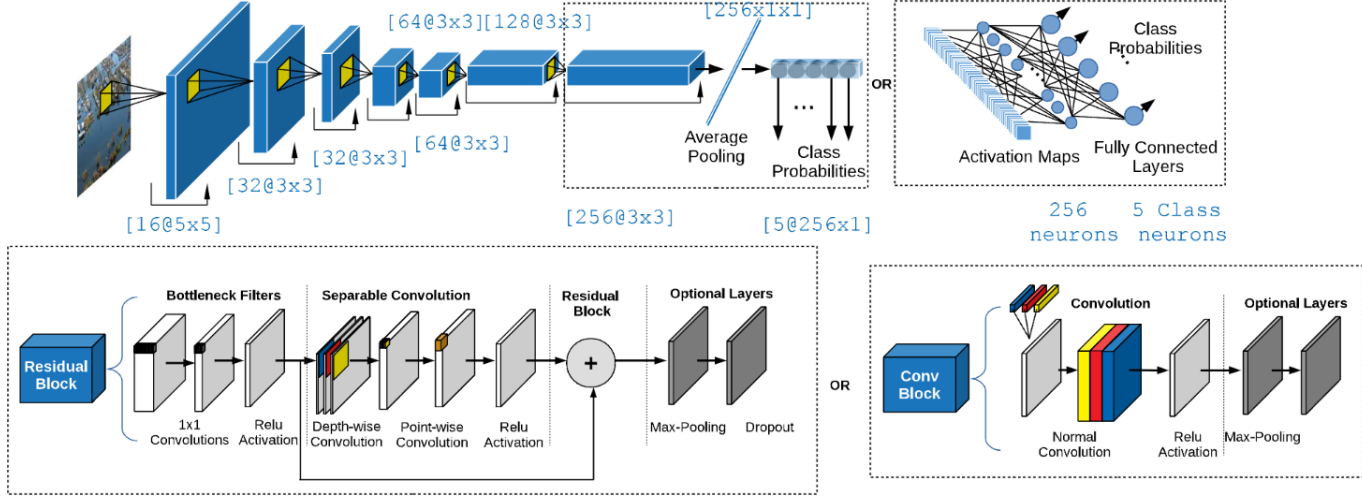 [64@3x3][128@3x3]
[256x1x1]
[16@5x5]
[32@3x3]
[32@3x3]
[64@3x3]
[256@3x3]
[5@256x1]
Average
Pooling
...
Class
Probabilities
OR
Class
Probabilities
Activation Maps
Fully Connected
Layers
256
neurons
5 Class
neurons
Residual
Block
Bottleneck Filters
Separable Convolution
Residual
Block
Optional Layers
+
1x1
Convolutions
Relu
Activation
Depth-wise
Convolution
Point-wise
Convolution
Relu
Activation
Max-Pooling
Dropout
OR
Conv
Block
Convolution
Optional Layers
Normal
Convolution
Relu
Activation
Max-Pooling